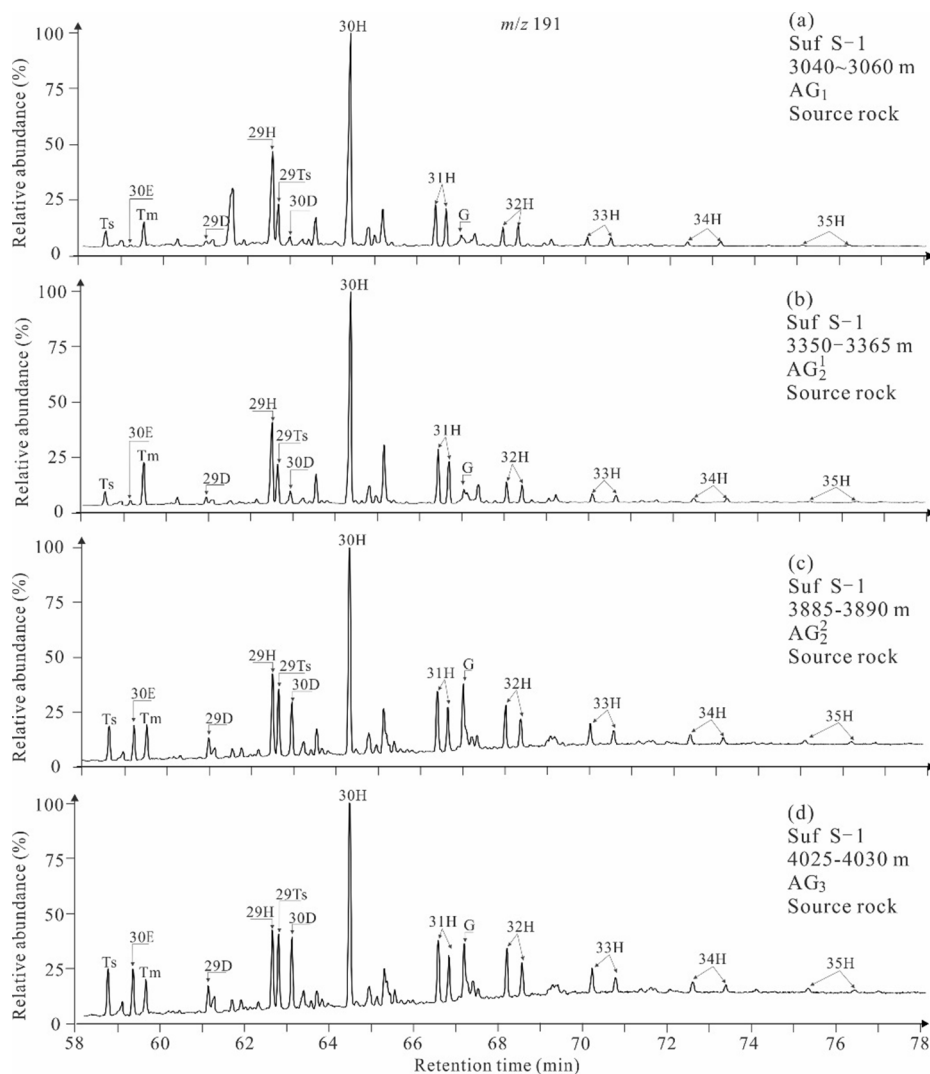 m/z 191
(a)
Suf S-1
3040~3060 m
AG₁
Source rock
Relative abundance (%)
100
75
50
25
0
Ts
30E
Tm
29D
29H
29Ts
30D
30H
31H
G
32H
33H
34H
35H
(b)
Suf S-1
3350-3365 m
AG₂¹
Source rock
Relative abundance (%)
100
75
50
25
0
Ts
30E
Tm
29D
29H
29Ts
30D
30H
31H
G
32H
33H
34H
35H
(c)
Suf S-1
3885-3890 m
AG₂²
Source rock
Relative abundance (%)
100
75
50
25
0
Ts
30E
Tm
29D
29H
29Ts
30D
30H
31H
G
32H
33H
34H
35H
(d)
Suf S-1
4025-4030 m
AG₃
Source rock
Relative abundance (%)
100
75
50
25
0
Ts
30E
Tm
29D
29H
29Ts
30D
30H
31H
G
32H
33H
34H
35H
58 60 62 64 66 68 70 72 74 76 78
Retention time (min)